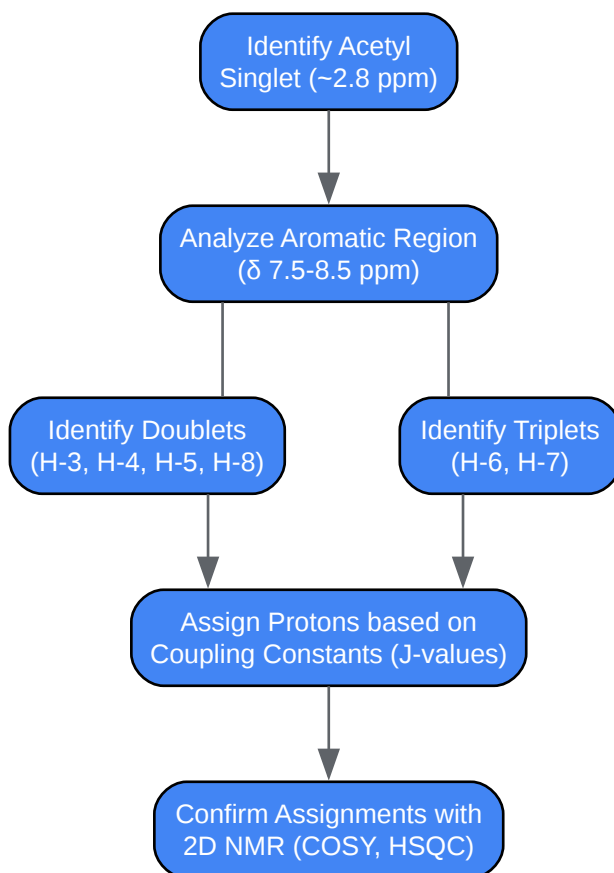 Identify Acetyl
Singlet (~2.8 ppm)
Analyze Aromatic Region
(δ 7.5-8.5 ppm)
Identify Doublets
(H-3, H-4, H-5, H-8)
Identify Triplets
(H-6, H-7)
Assign Protons based on
Coupling Constants (J-values)
Confirm Assignments with
2D NMR (COSY, HSQC)